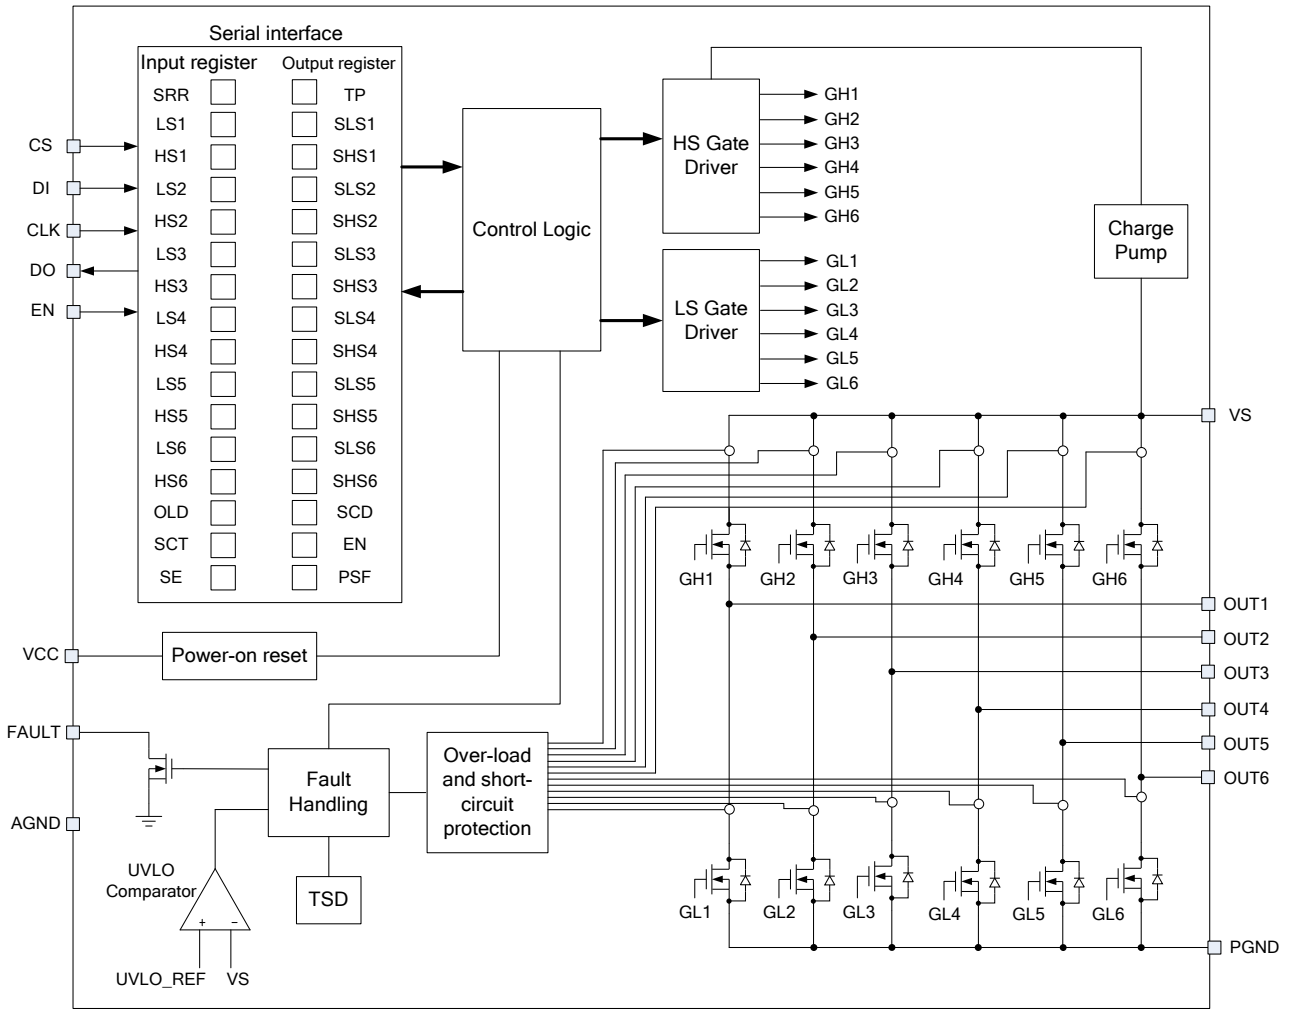 Serial interface
Input register
Output register
SRR
TP
LS1
SLS1
HS1
SHS1
LS2
SLS2
HS2
SHS2
LS3
SLS3
HS3
SHS3
LS4
SLS4
HS4
SHS4
LS5
SLS5
HS5
SHS5
LS6
SLS6
HS6
SHS6
OLD
SCD
SCT
EN
SE
PSF
CS
DI
CLK
DO
EN
VCC
FAULT
AGND
Control Logic
HS Gate
Driver
GH1
GH2
GH3
GH4
GH5
GH6
LS Gate
Driver
GL1
GL2
GL3
GL4
GL5
GL6
Charge
Pump
VS
GH1
GH2
GH3
GH4
GH5
GH6
OUT1
OUT2
OUT3
OUT4
OUT5
OUT6
Power-on reset
Fault
Handling
Over-load
and short-
circuit
protection
TSD
UVLO
Comparator
+
−
UVLO_REF
VS
GL1
GL2
GL3
GL4
GL5
GL6
PGND